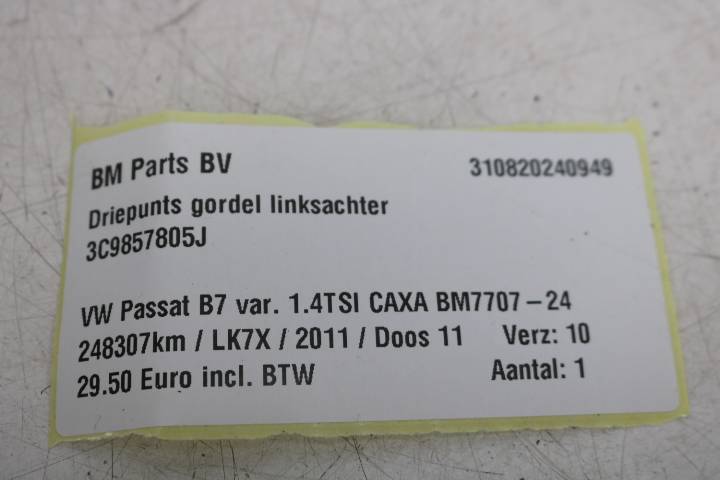 BM Parts BV 310820240949
Driepunts gordel linksachter
3C9857805J
VW Passat B7 var. 1.4TSI CAXA BM7707-24
248307km / LK7X / 2011 / Doos 11 Verz: 10
29.50 Euro incl. BTW Aantal: 1